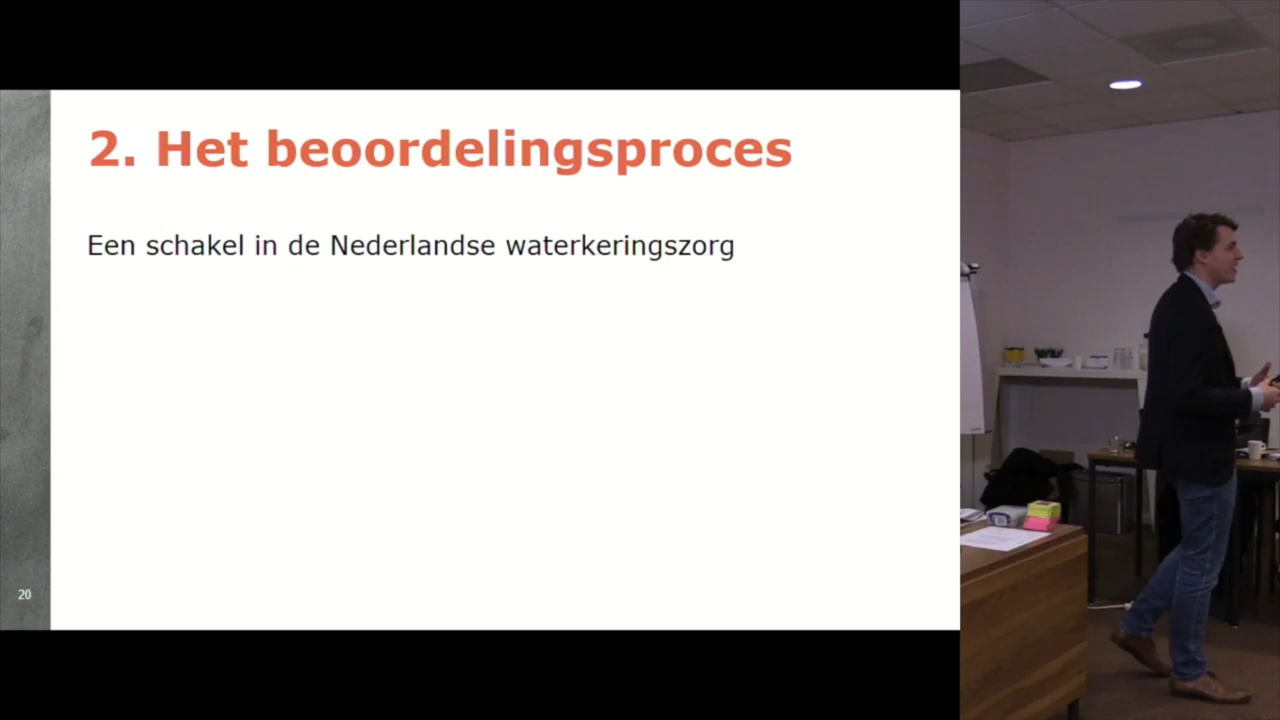 2. Het beoordelingsproces
Een schakel in de Nederlandse waterkeringszorg
20